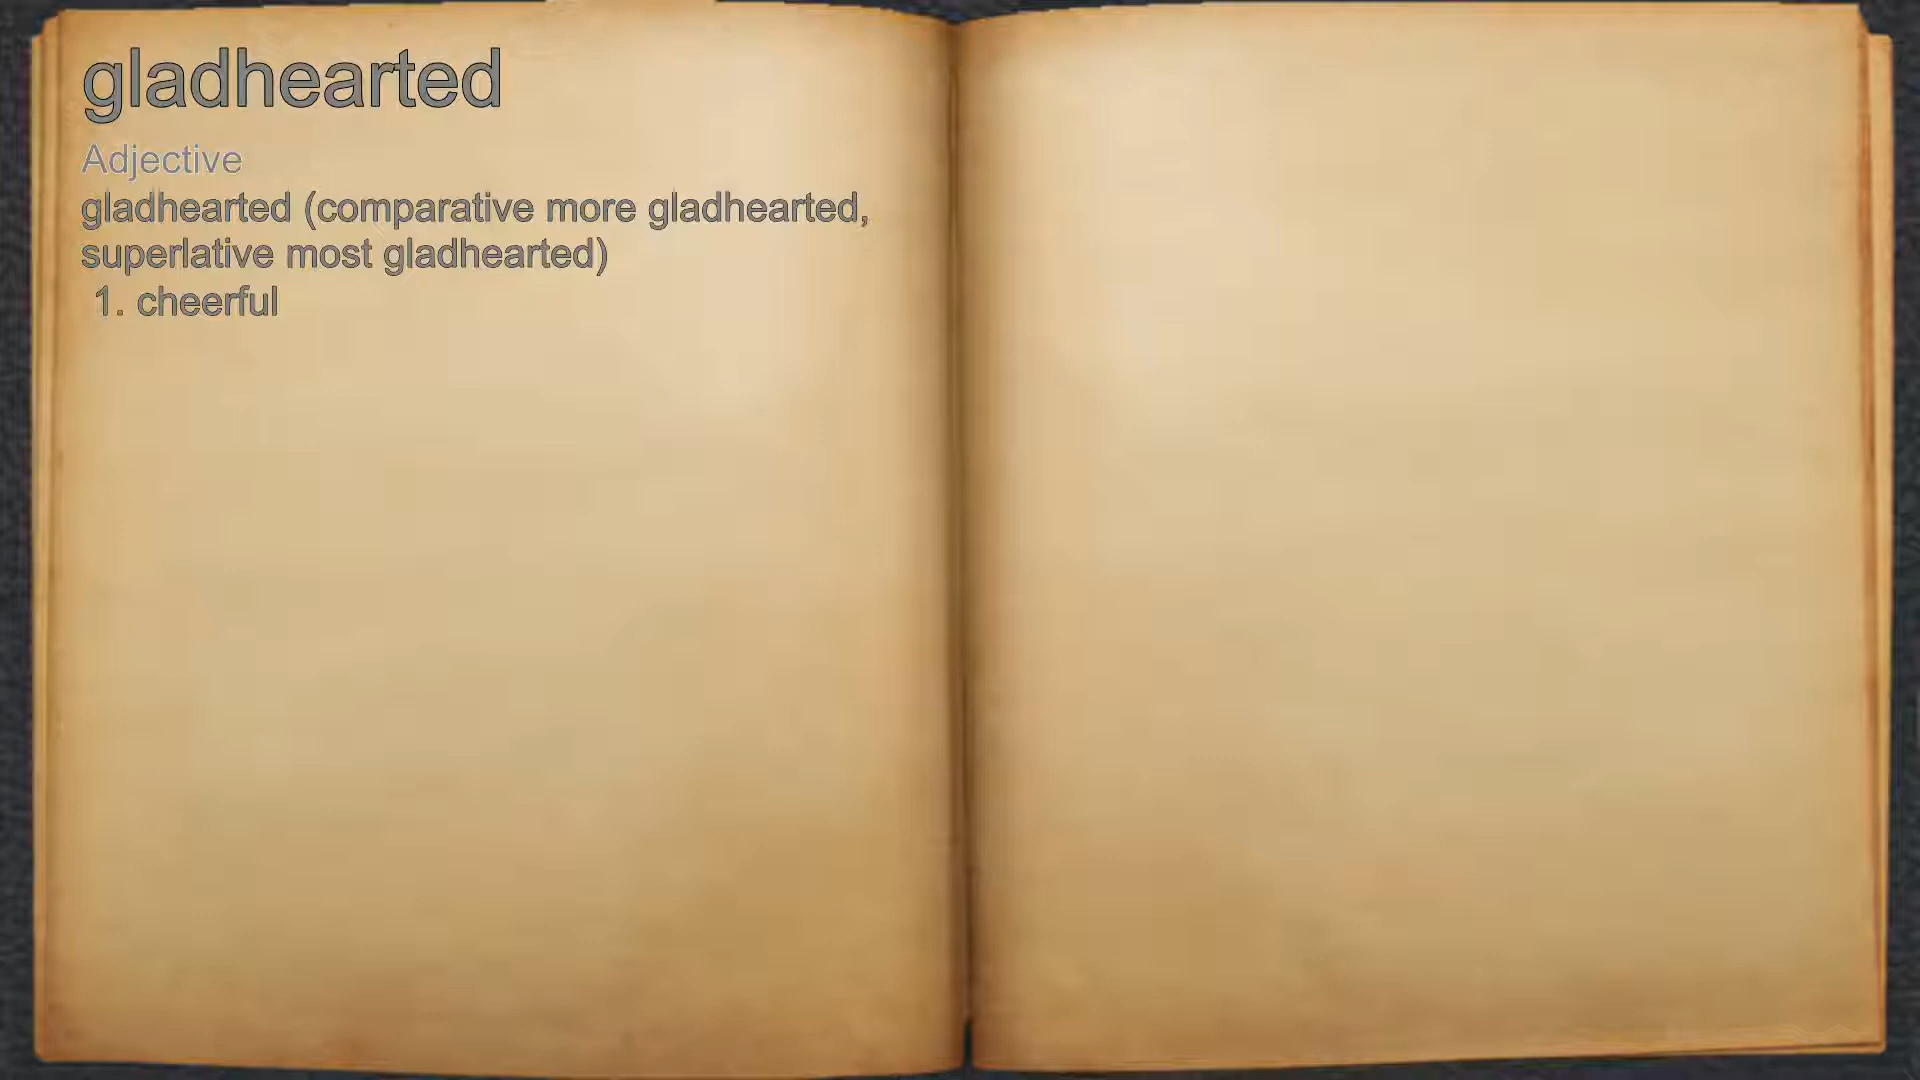 gladhearted
Adjective
gladhearted (comparative more gladhearted,
superlative most gladhearted)
1. cheerful